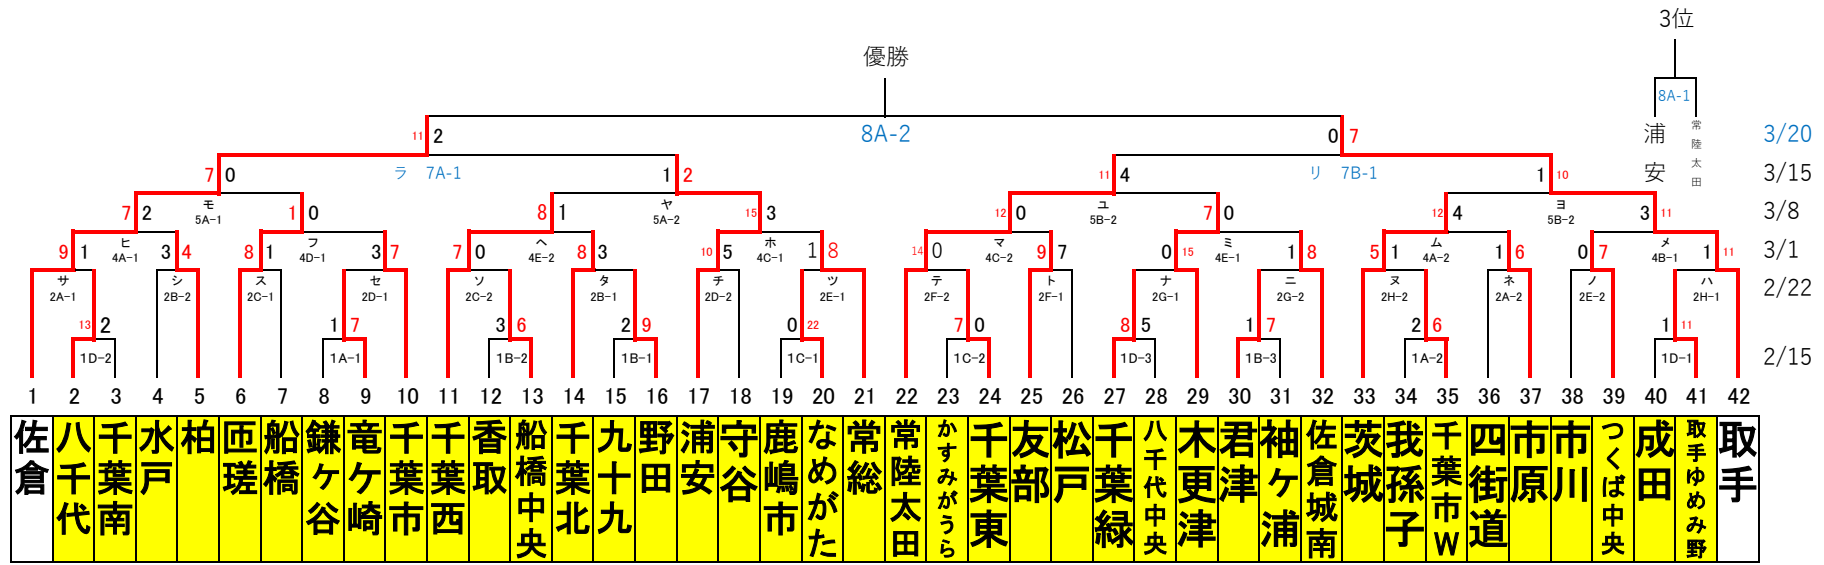 3位
優勝
8A-1
11 2 8A-2 0 7 浦安 常陸太田 3/20
7 0 ラ 7A-1 1 2 11 4 リ 7B-1 1 10 3/15
7 2 モ 1 0 8 1 ヤ 15 3 12 0 ユ 7 0 12 4 ヨ 3 11 3/8
5A-1 5A-2 5B-2 5B-2
9 1 ヒ 3 4 8 1 フ 3 7 7 0 ヘ 8 3 10 5 ホ 1 8 14 0 マ 9 7 0 15 ミ 1 8 5 1 ム 1 6 0 7 メ 1 11 3/1
4A-1 4D-1 4E-2 4C-1 4C-2 4E-1 4A-2 4B-1
サ シ ス セ ソ タ チ ツ テ ト ナ ニ ヌ ネ ノ ハ 2/22
2A-1 2B-2 2C-1 2D-1 2C-2 2B-1 2D-2 2E-1 2F-2 2F-1 2G-1 2G-2 2H-2 2A-2 2E-2 2H-1
13 2 1 7 3 6 2 9 0 22 7 0 8 5 1 7 2 6 1 11
1D-2 1A-1 1B-2 1B-1 1C-1 1C-2 1D-3 1B-3 1A-2 1D-1 2/15
1 2 3 4 5 6 7 8 9 10 11 12 13 14 15 16 17 18 19 20 21 22 23 24 25 26 27 28 29 30 31 32 33 34 35 36 37 38 39 40 41 42
佐倉
八千代
千葉南
水戸
柏
匝瑳
船橋
鎌ヶ谷
竜ケ崎
千葉市
千葉西
香取
船橋中央
千葉北
九十九
野田
浦安
守谷
鹿嶋市
なめがた
常総
常陸太田
かすみがうら
千葉東
友部
松戸
千葉緑
八千代中央
木更津
君津
袖ヶ浦
佐倉城南
茨城
我孫子
千葉市W
四街道
市原
市川
つくば中央
成田
取手ゆめみ野
取手